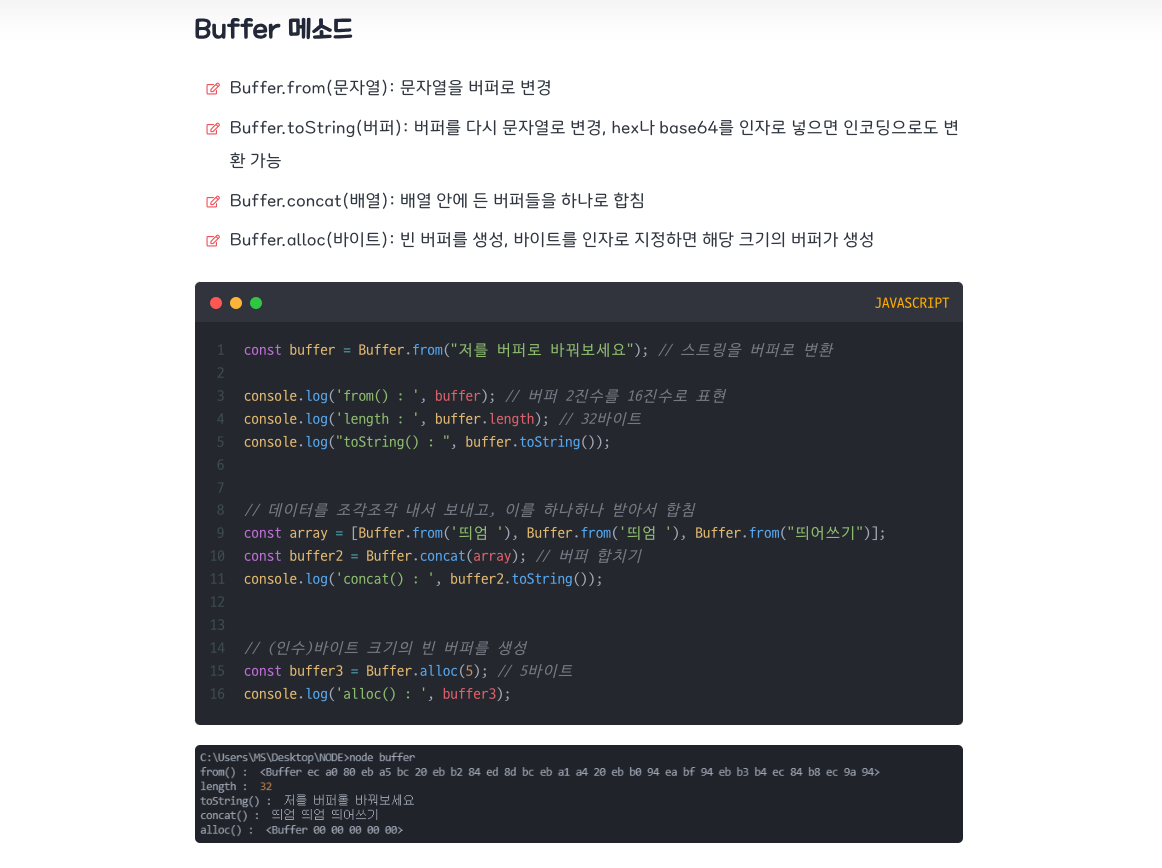 Buffer 메소드
Buffer.from(문자열): 문자열을 버퍼로 변경
Buffer.toString(버퍼): 버퍼를 다시 문자열로 변경, hex나 base64를 인자로 넣으면 인코딩으로도 변
환 가능
Buffer.concat(배열): 배열 안에 든 버퍼들을 하나로 합침
Buffer.alloc(바이트): 빈 버퍼를 생성, 바이트를 인자로 지정하면 해당 크기의 버퍼가 생성
JAVASCRIPT
1 const buffer = Buffer.from("저를 버퍼로 바꿔보세요"); // 스트링을 버퍼로 변환
2
3 console.log('from() : ', buffer); // 버퍼 2진수를 16진수로 표현
4 console.log('length : ', buffer.length); // 32바이트
5 console.log("toString() : ", buffer.toString());
6
7
8 // 데이터를 조각조각 내서 보내고, 이를 하나하나 받아서 합침
9 const array = [Buffer.from('띄엄 '), Buffer.from('띄엄 '), Buffer.from("띄어쓰기")];
10 const buffer2 = Buffer.concat(array); // 버퍼 합치기
11 console.log('concat() : ', buffer2.toString());
12
13
14 // (인수)바이트 크기의 빈 버퍼를 생성
15 const buffer3 = Buffer.alloc(5); // 5바이트
16 console.log('alloc() : ', buffer3);
C:\Users\MS\Desktop\NODE>node buffer
from() :  <Buffer ec a0 80 eb a5 bc 20 eb b2 84 ed 8d bc eb a1 a4 20 eb b0 94 ea bf 94 eb b3 b4 ec 84 b8 ec 9a 94>
length :  32
toString() :  저를 버퍼롤 바꿔보세요
concat() :  띄엄 띄엄 띄어쓰기
alloc() :  <Buffer 00 00 00 00 00>